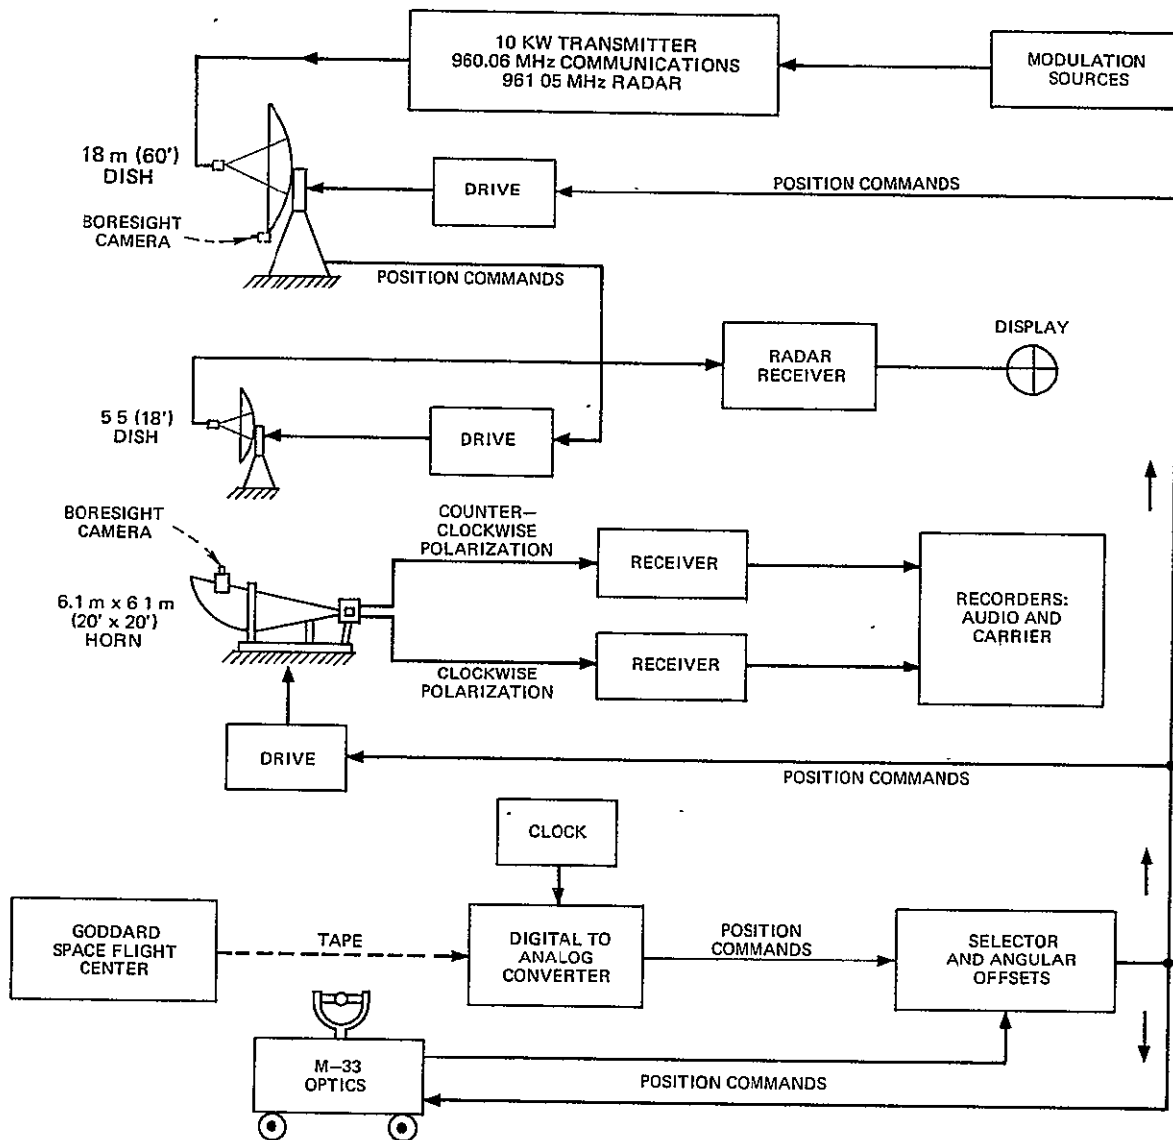 10 KW TRANSMITTER
960.06 MHz COMMUNICATIONS
961 05 MHz RADAR
MODULATION
SOURCES
18 m (60')
DISH
DRIVE
POSITION COMMANDS
BORESIGHT
CAMERA
POSITION COMMANDS
RADAR
RECEIVER
DISPLAY
5 5 (18')
DISH
DRIVE
BORESIGHT
CAMERA
COUNTER—
CLOCKWISE
POLARIZATION
RECEIVER
6.1 m x 6 1 m
(20' x 20')
HORN
RECORDERS:
AUDIO AND
CARRIER
CLOCKWISE
POLARIZATION
RECEIVER
DRIVE
POSITION COMMANDS
CLOCK
GODDARD
SPACE FLIGHT
CENTER
TAPE
DIGITAL TO
ANALOG
CONVERTER
POSITION
COMMANDS
SELECTOR
AND ANGULAR
OFFSETS
M—33
OPTICS
POSITION COMMANDS